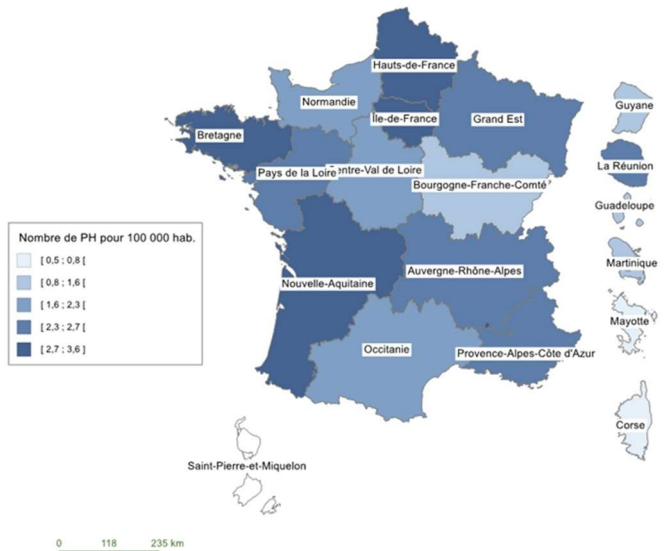 Hauts-de-France
Normandie
Guyane
Île-de-France
Grand Est
Bretagne
La Réunion
Pays de la Loire
entre-Val de Loire
Bourgogne-Franche-Comté
Guadeloupe
Nombre de PH pour 100 000 hab.
[ 0,5 ; 0,8 [
[ 0,8 ; 1,6 [
[ 1,6 ; 2,3 [
[ 2,3 ; 2,7 [
[ 2,7 ; 3,6 [
Martinique
Auvergne-Rhône-Alpes
Nouvelle-Aquitaine
Mayotte
Occitanie
Provence-Alpes-Côte d'Azur
Corse
Saint-Pierre-et-Miquelon
0 118 235 km